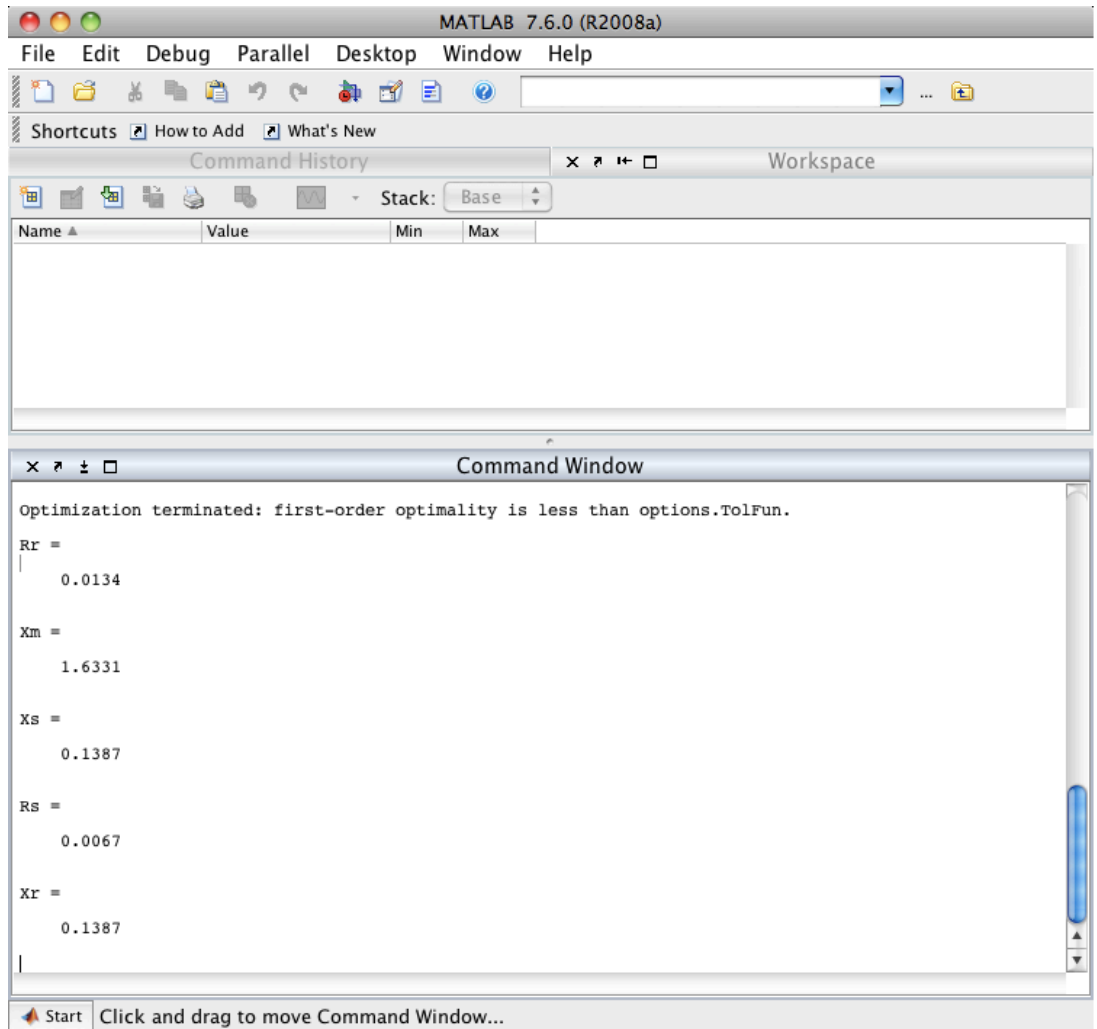 MATLAB 7.6.0 (R2008a)
File Edit Debug Parallel Desktop Window Help
...
Shortcuts How to Add What's New
Command History Workspace
Stack: Base
Name Value Min Max
Command Window
Optimization terminated: first-order optimality is less than options.TolFun.
Rr =
0.0134
Xm =
1.6331
Xs =
0.1387
Rs =
0.0067
Xr =
0.1387
Start Click and drag to move Command Window...